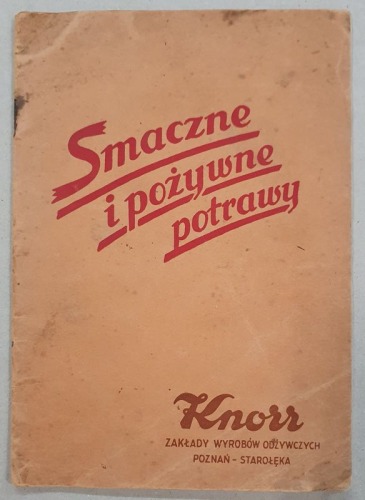 Smaczne
i pożywne
potrawy
Knorr
ZAKŁADY WYROBÓW ODŻYWCZYCH
POZNAŃ - STAROŁĘKA